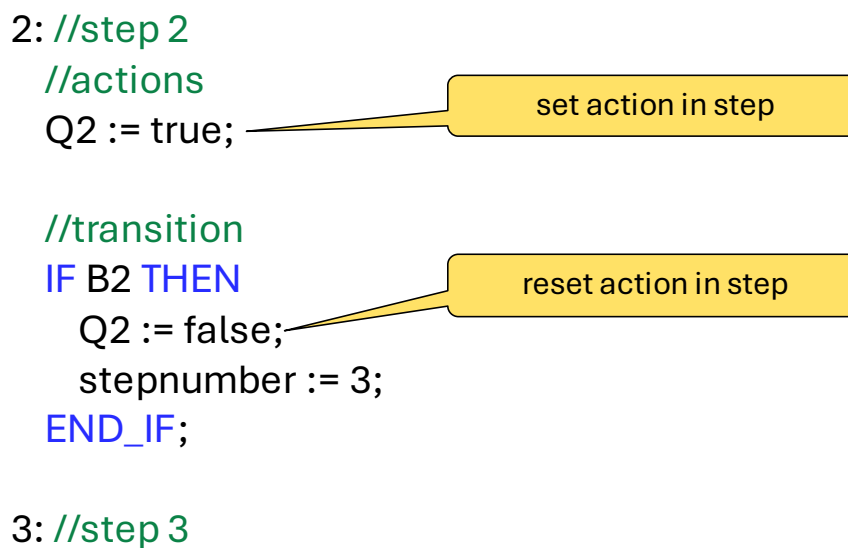 2: //step 2
//actions
Q2 := true;
set action in step
//transition
IF B2 THEN
Q2 := false;
reset action in step
stepnumber := 3;
END_IF;
3: //step 3